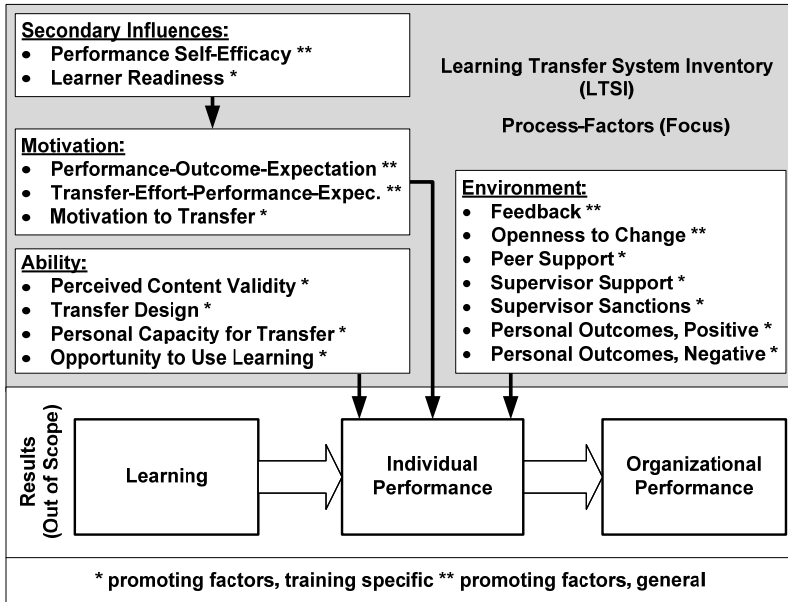 Secondary Influences:
• Performance Self-Efficacy **
• Learner Readiness *
Learning Transfer System Inventory
(LTSI)
Process-Factors (Focus)
Motivation:
• Performance-Outcome-Expectation **
• Transfer-Effort-Performance-Expec. **
• Motivation to Transfer *
Ability:
• Perceived Content Validity *
• Transfer Design *
• Personal Capacity for Transfer *
• Opportunity to Use Learning *
Environment:
• Feedback **
• Openness to Change **
• Peer Support *
• Supervisor Support *
• Supervisor Sanctions *
• Personal Outcomes, Positive *
• Personal Outcomes, Negative *
Results
(Out of Scope)
Learning
Individual
Performance
Organizational
Performance
* promoting factors, training specific ** promoting factors, general